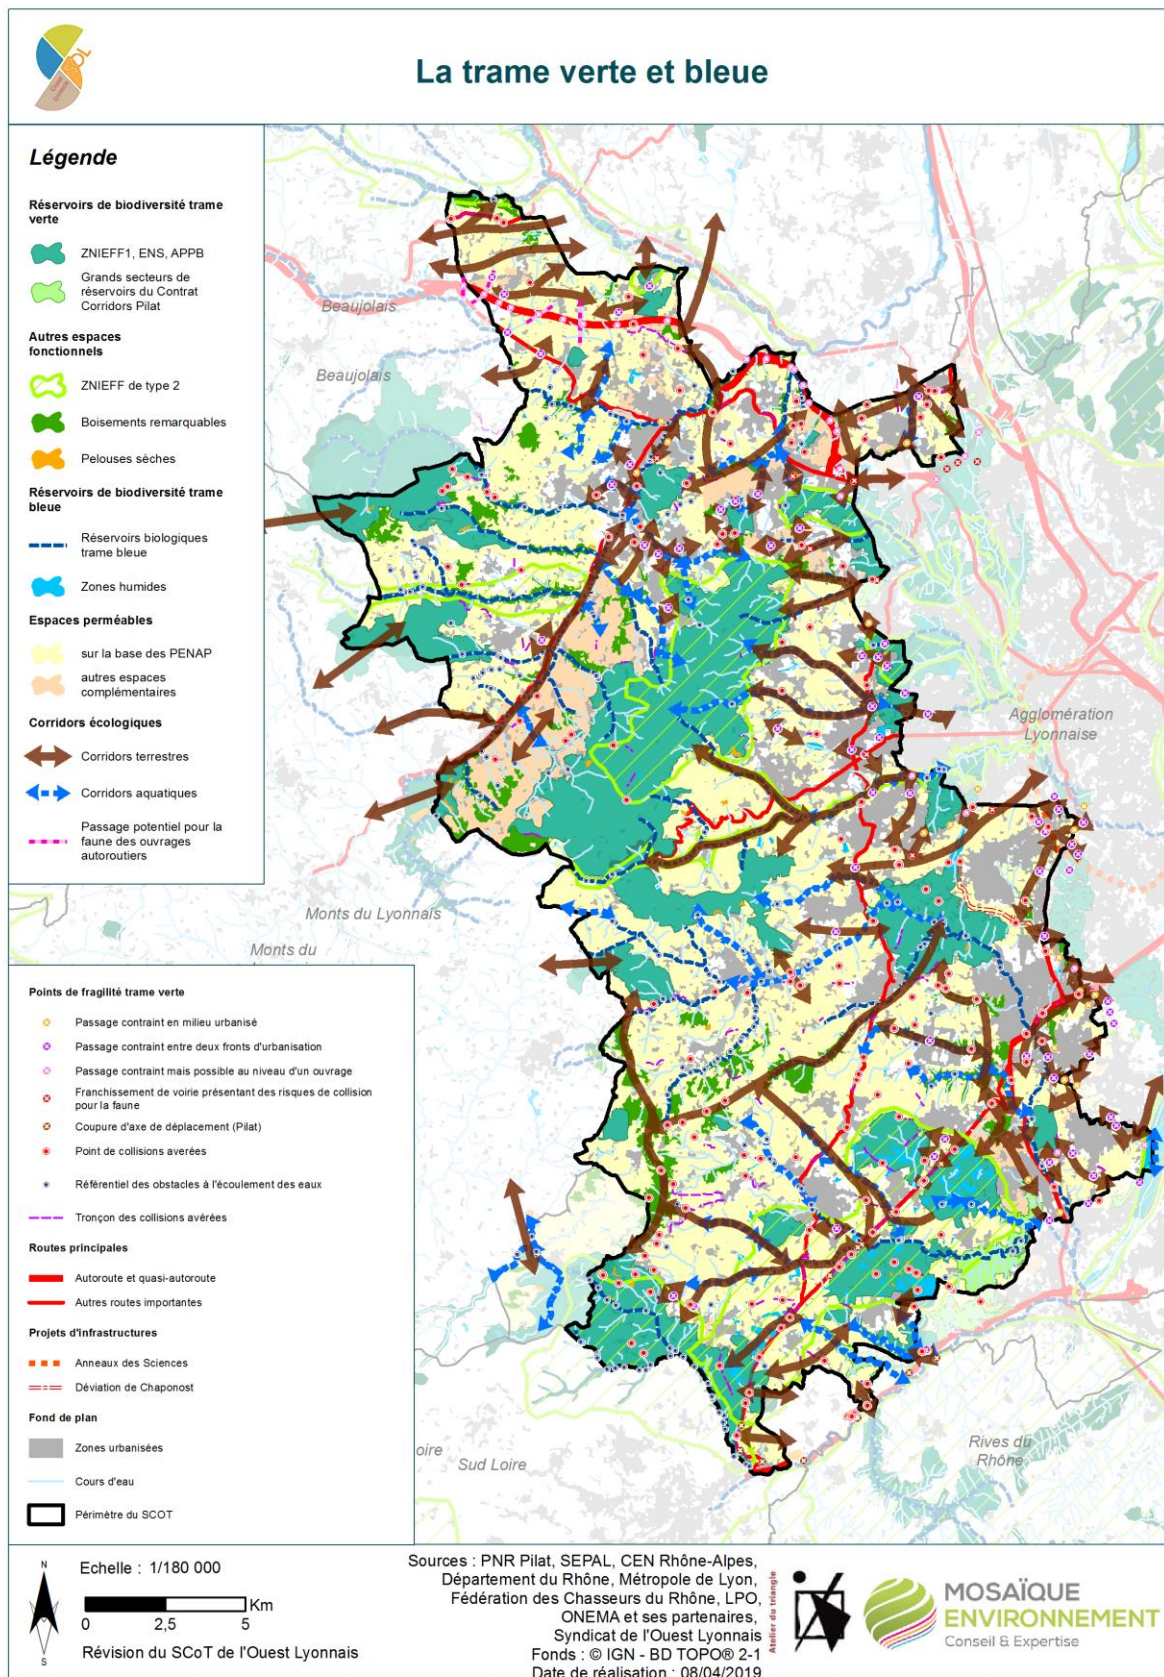 SOL
Ouest
Lyonnais
La trame verte et bleue
Légende
Réservoirs de biodiversité trame
verte
ZNIEFF1, ENS, APPB
Grands secteurs de
réservoirs du Contrat
Corridors Pilat
Autres espaces
fonctionnels
ZNIEFF de type 2
Boisements remarquables
Pelouses sèches
Réservoirs de biodiversité trame
bleue
Réservoirs biologiques
trame bleue
Zones humides
Espaces perméables
sur la base des PENAP
autres espaces
complémentaires
Corridors écologiques
Corridors terrestres
Corridors aquatiques
Passage potentiel pour la
faune des ouvrages
autoroutiers
Beaujolais
Beaujolais
Agglomération
Lyonnaise
Monts du Lyonnais
Monts du
oire
Sud Loire
Rives du
Rhône
Points de fragilité trame verte
Passage contraint en milieu urbanisé
Passage contraint entre deux fronts d'urbanisation
Passage contraint mais possible au niveau d'un ouvrage
Franchissement de voirie présentant des risques de collision
pour la faune
Coupure d'axe de déplacement (Pilat)
Point de collisions averées
Référentiel des obstacles à l'écoulement des eaux
Tronçon des collisions avérées
Routes principales
Autoroute et quasi-autoroute
Autres routes importantes
Projets d'infrastructures
Anneaux des Sciences
Déviation de Chaponost
Fond de plan
Zones urbanisées
Cours d'eau
Périmètre du SCOT
N
S
Echelle : 1/180 000
Km
0 2,5 5
Révision du SCoT de l'Ouest Lyonnais
Sources : PNR Pilat, SEPAL, CEN Rhône-Alpes,
Département du Rhône, Métropole de Lyon,
Fédération des Chasseurs du Rhône, LPO,
ONEMA et ses partenaires,
Syndicat de l'Ouest Lyonnais
Fonds : © IGN - BD TOPO® 2-1
Date de réalisation : 08/04/2019
Atelier du triangle
MOSAÏQUE
ENVIRONNEMENT
Conseil & Expertise